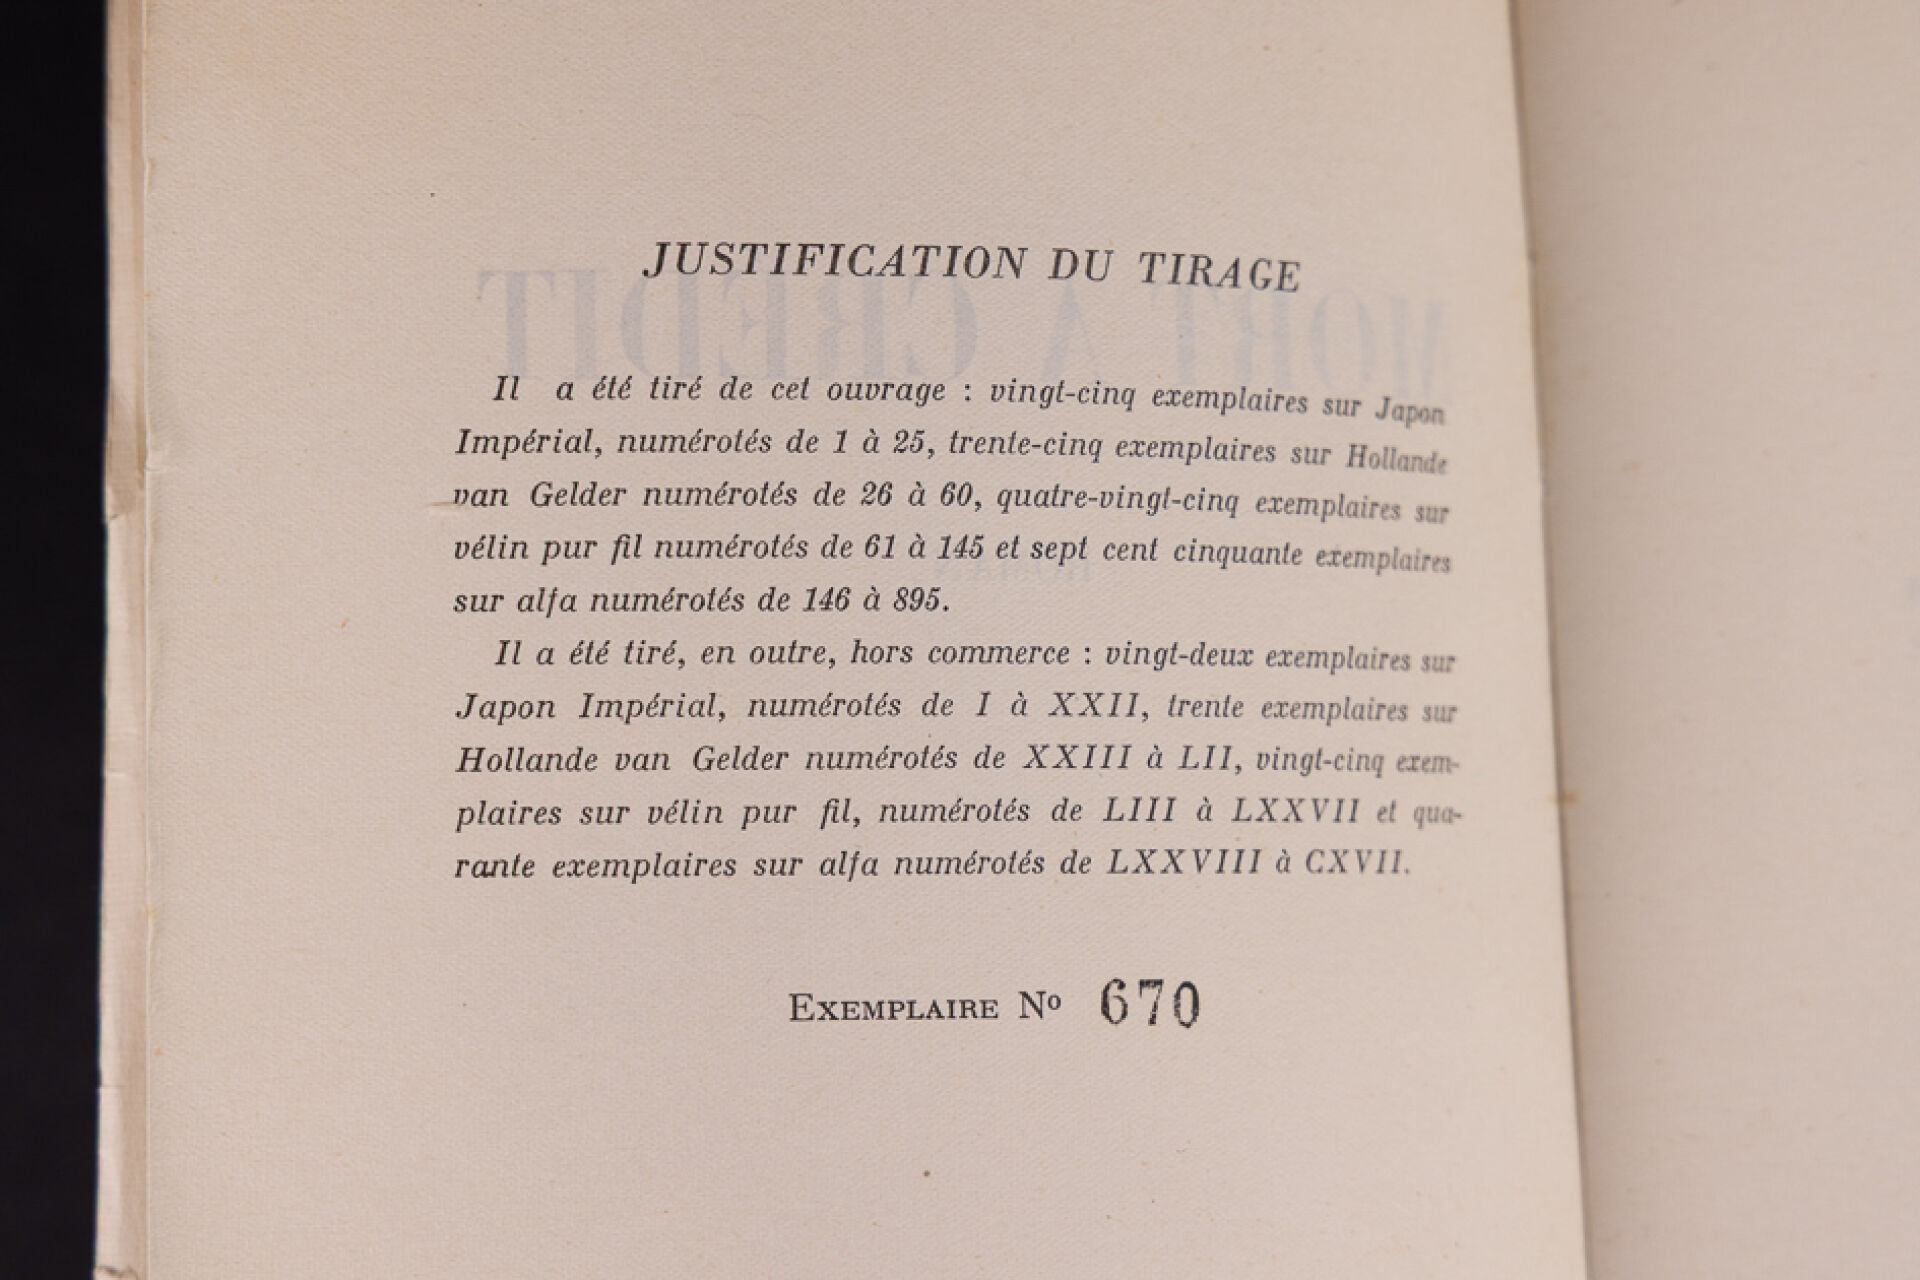 JUSTIFICATION DU TIRAGE
Il a été tiré de cet ouvrage : vingt-cinq exemplaires sur Japon
Impérial, numérotés de 1 à 25, trente-cinq exemplaires sur Hollande
van Gelder numérotés de 26 à 60, quatre-vingt-cinq exemplaires sur
vélin pur fil numérotés de 61 à 145 et sept cent cinquante exemplaires
sur alfa numérotés de 146 à 895.
Il a été tiré, en outre, hors commerce : vingt-deux exemplaires sur
Japon Impérial, numérotés de I à XXII, trente exemplaires sur
Hollande van Gelder numérotés de XXIII à LII, vingt-cinq exem-
plaires sur vélin pur fil, numérotés de LIII à LXXVII et qua-
rante exemplaires sur alfa numérotés de LXXVIII à CXVII.
EXEMPLAIRE Nº 670
MORT A CREDIT
ROMAN